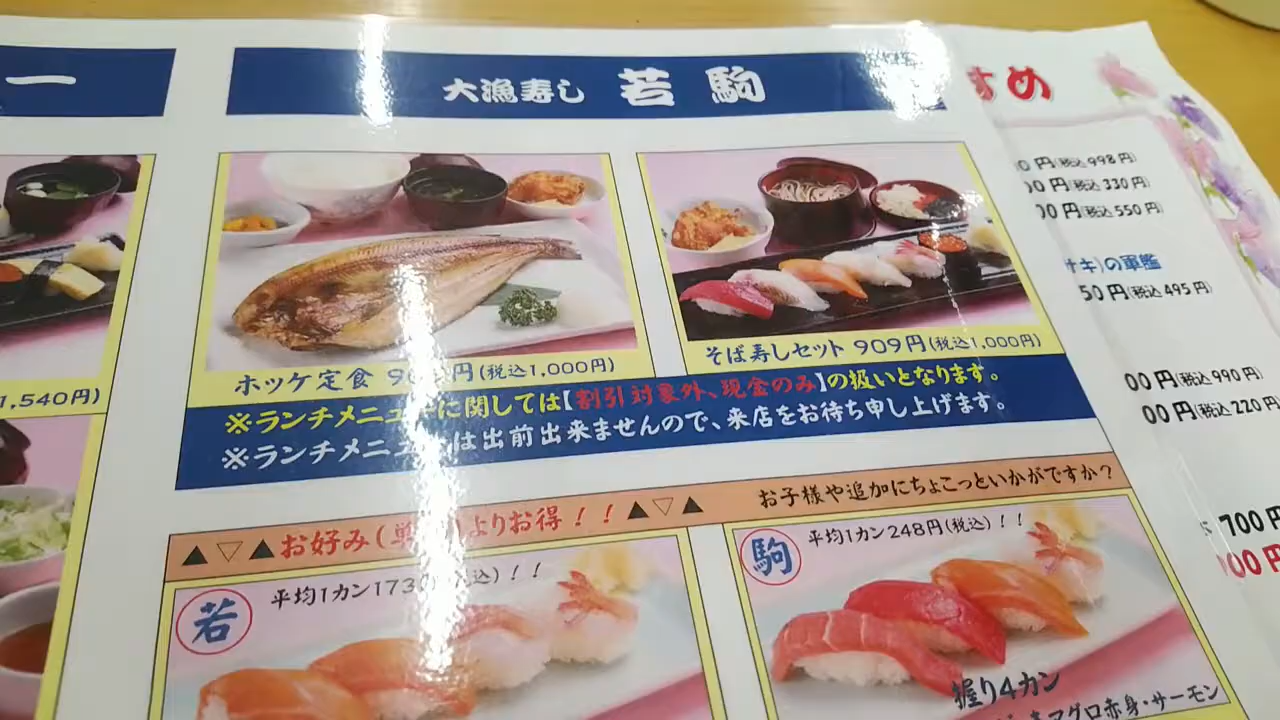 一
大漁寿し 若駒
すめ
0円(税込998円)
00円(税込330円)
00円(税込550円)
の軍艦
50円(税込495円)
00円(税込990円)
00円(税込220円)
700円
00円
1,540円)
ホッケ定食 円(税込1,000円)
そば寿しセット 909円(税込1,000円)
※ランチメニューに関しては【割引対象外、現金のみ】の扱いとなります。
※ランチメニューは出前出来ませんので、来店をお待ち申し上げます。
▲▽▲お好み( )よりお得!!▲▽▲
若
平均1カン173 込)!!
お子様や追加にちょこっといかがですか?
駒
平均1カン248円(税込)!!
握り4カン
マグロ赤身・サーモン